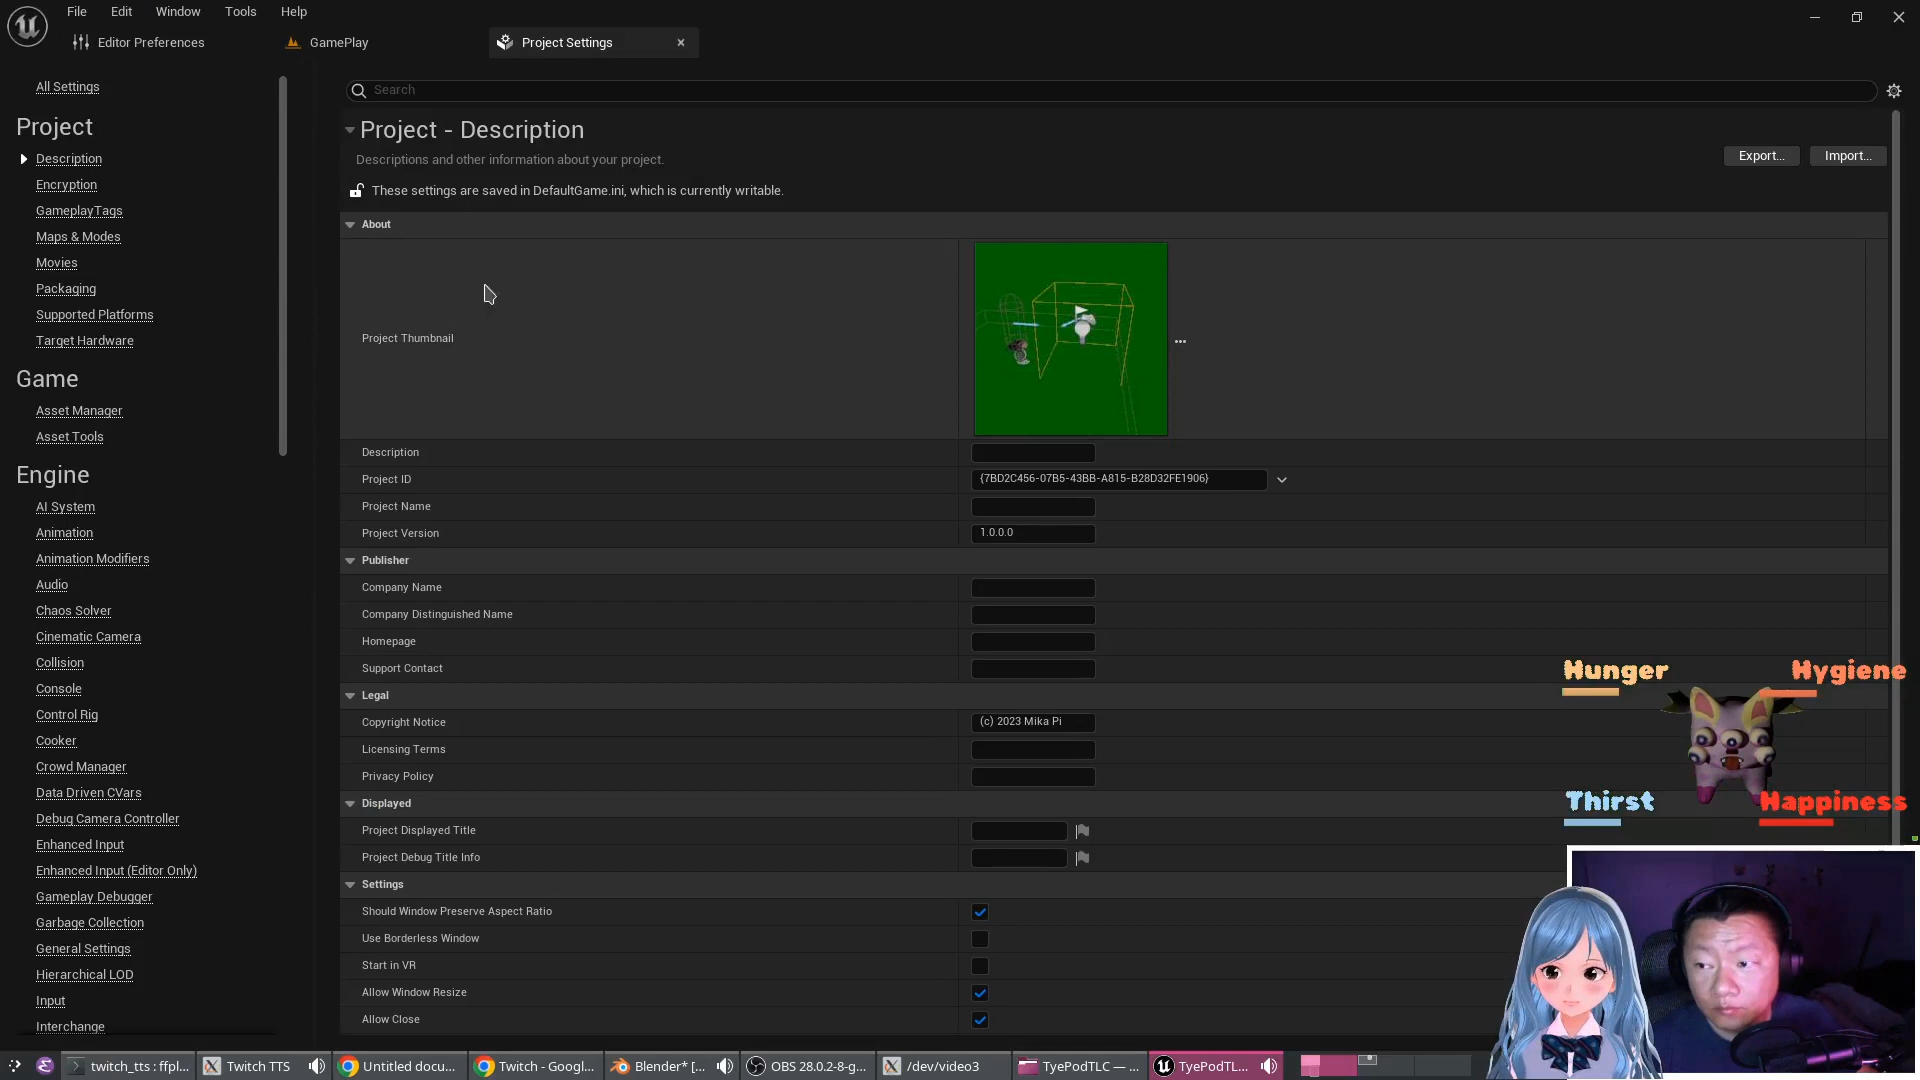 File Edit Window Tools Help
Editor Preferences GamePlay Project Settings
All Settings
Project
Description
Encryption
GameplayTags
Maps & Modes
Movies
Packaging
Supported Platforms
Target Hardware
Game
Asset Manager
Asset Tools
Engine
AI System
Animation
Animation Modifiers
Audio
Chaos Solver
Cinematic Camera
Collision
Console
Control Rig
Cooker
Crowd Manager
Data Driven CVars
Debug Camera Controller
Enhanced Input
Enhanced Input (Editor Only)
Gameplay Debugger
Garbage Collection
General Settings
Hierarchical LOD
Input
Interchange
Search
Project - Description
Descriptions and other information about your project.
Export... Import...
These settings are saved in DefaultGame.ini, which is currently writable.
About
Project Thumbnail
Description
Project ID {7BD2C456-07B5-43BB-A815-B28D32FE1906}
Project Name
Project Version 1.0.0.0
Publisher
Company Name
Company Distinguished Name
Homepage
Support Contact
Legal
Copyright Notice (c) 2023 Mika Pi
Licensing Terms
Privacy Policy
Displayed
Project Displayed Title
Project Debug Title Info
Settings
Should Window Preserve Aspect Ratio
Use Borderless Window
Start in VR
Allow Window Resize
Allow Close
Hunger Hygiene
Thirst Happiness
twitch_tts : ffpl... Twitch TTS Untitled docu... Twitch - Googl... Blender* [... OBS 28.0.2-8-g... /dev/video3 TyePodTLC — ... TyePodTL...